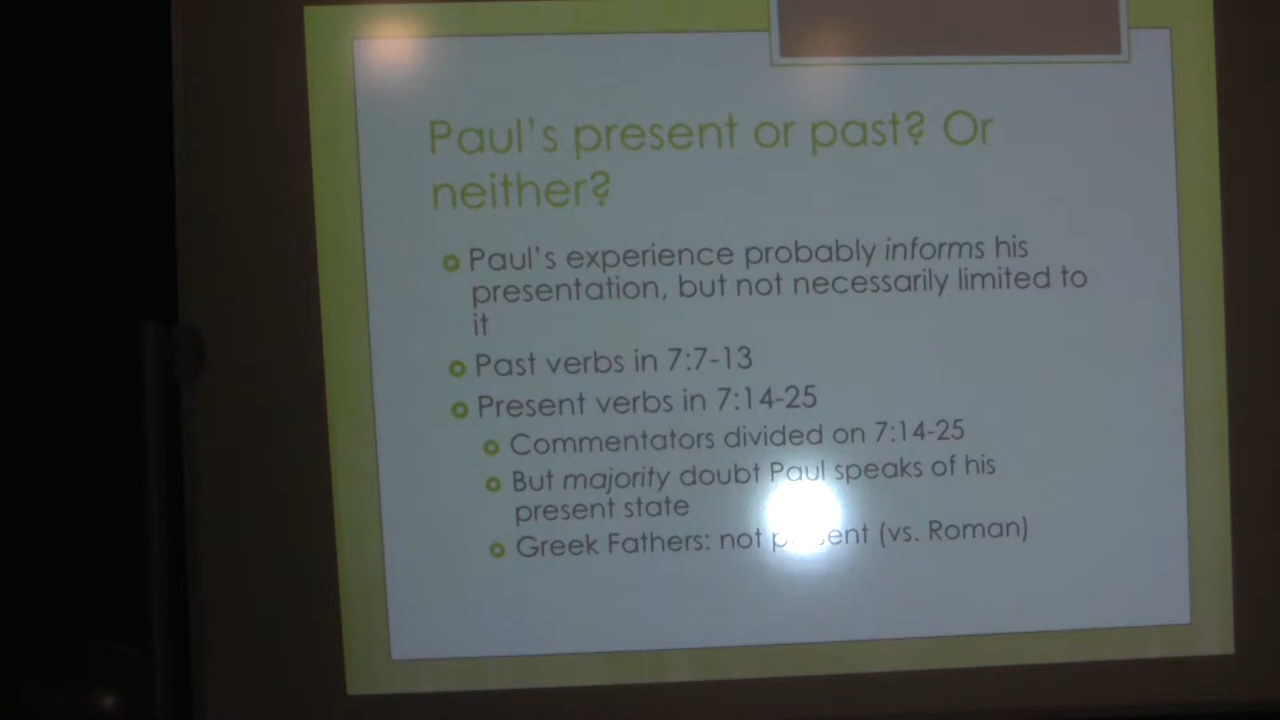 Paul's present or past? Or
neither?
Paul's experience probably informs his
presentation, but not necessarily limited to
it
Past verbs in 7:7-13
Present verbs in 7:14-25
Commentators divided on 7:14-25
But majority doubt Paul speaks of his
present state
Greek Fathers: not present (vs. Roman)